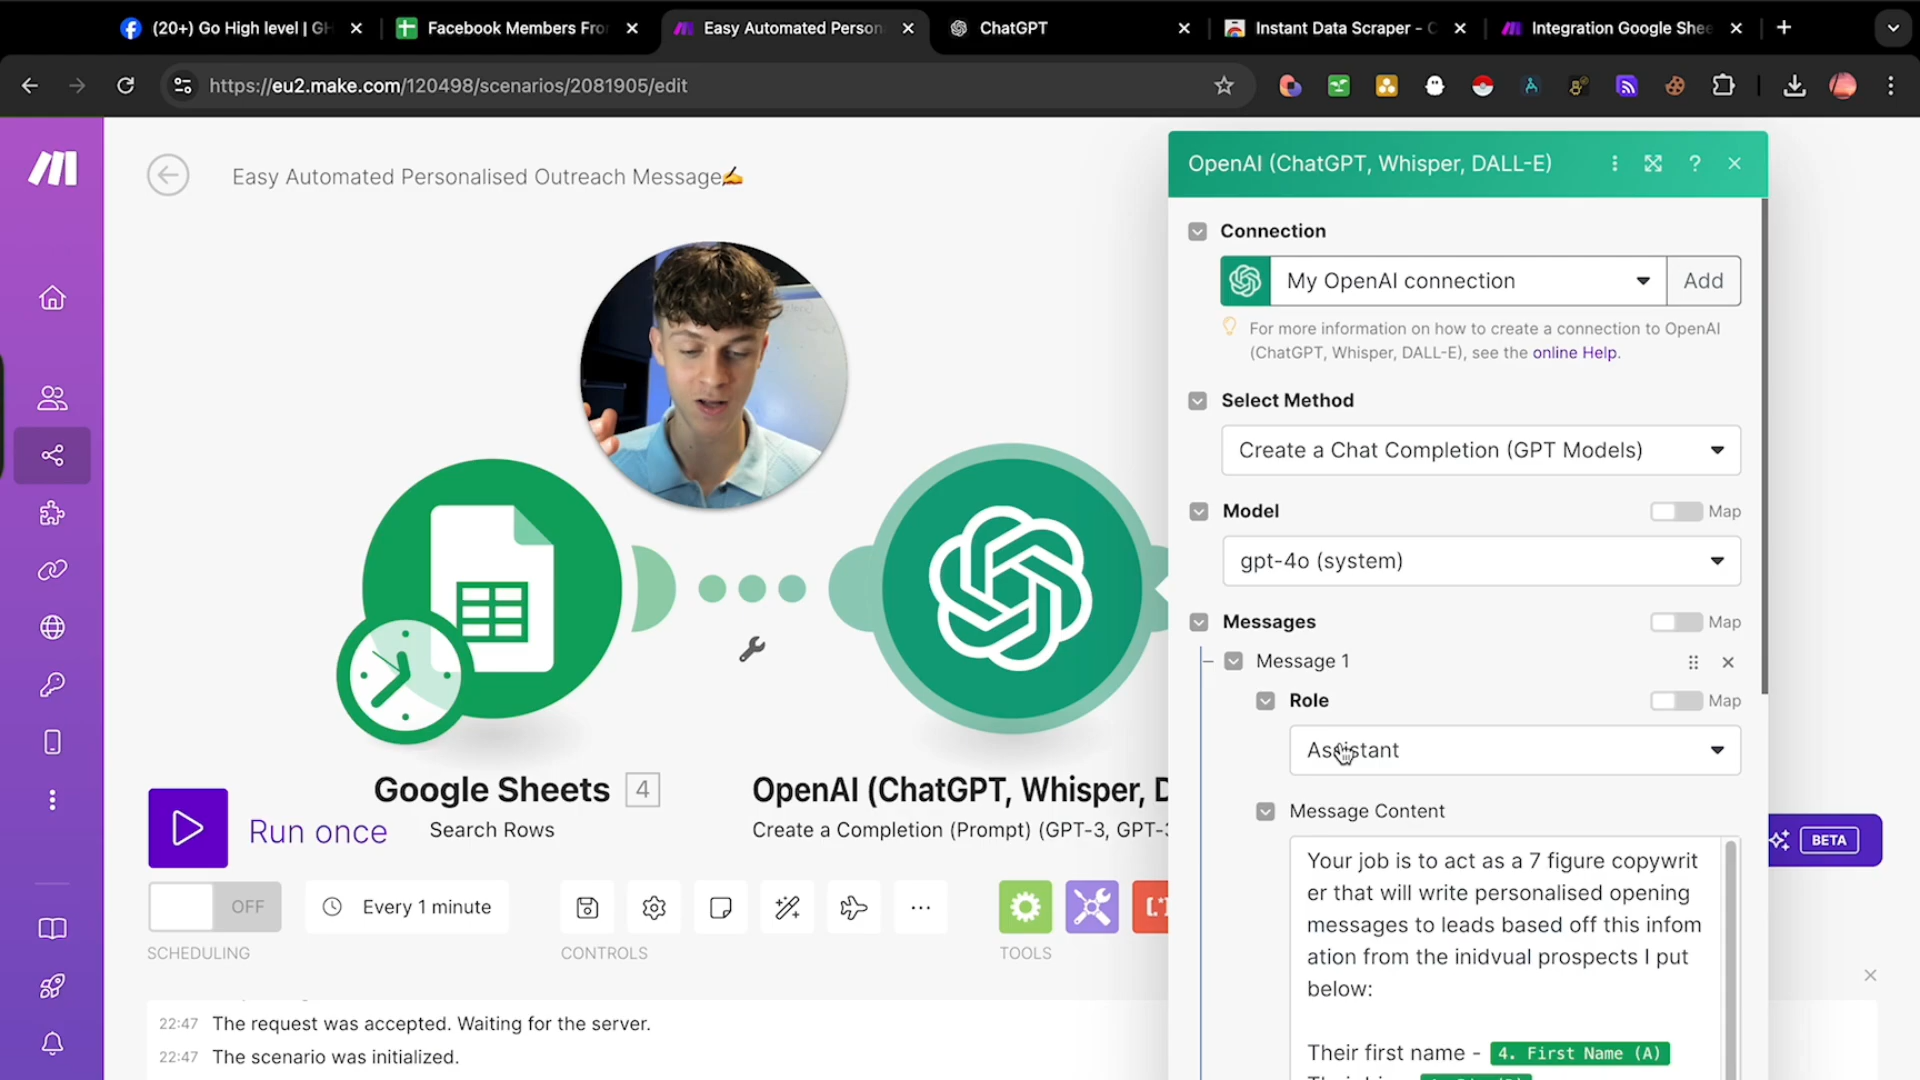 (20+) Go High level | GH
Facebook Members Fro
Easy Automated Person
ChatGPT
Instant Data Scraper - C
Integration Google Shee
https://eu2.make.com/120498/scenarios/2081905/edit
Easy Automated Personalised Outreach Message✍
OpenAI (ChatGPT, Whisper, DALL-E)
Connection
My OpenAI connection
Add
For more information on how to create a connection to OpenAI
(ChatGPT, Whisper, DALL-E), see the online Help.
Select Method
Create a Chat Completion (GPT Models)
Model
Map
gpt-4o (system)
Messages
Map
Message 1
Role
Map
Assistant
Message Content
Your job is to act as a 7 figure copywrit
er that will write personalised opening
messages to leads based off this infom
ation from the inidvual prospects I put
below:
Their first name - 4. First Name (A)
Google Sheets 4
Search Rows
OpenAI (ChatGPT, Whisper, D
Create a Completion (Prompt) (GPT-3, GPT-
Run once
BETA
OFF
Every 1 minute
SCHEDULING
CONTROLS
TOOLS
22:47 The request was accepted. Waiting for the server.
22:47 The scenario was initialized.